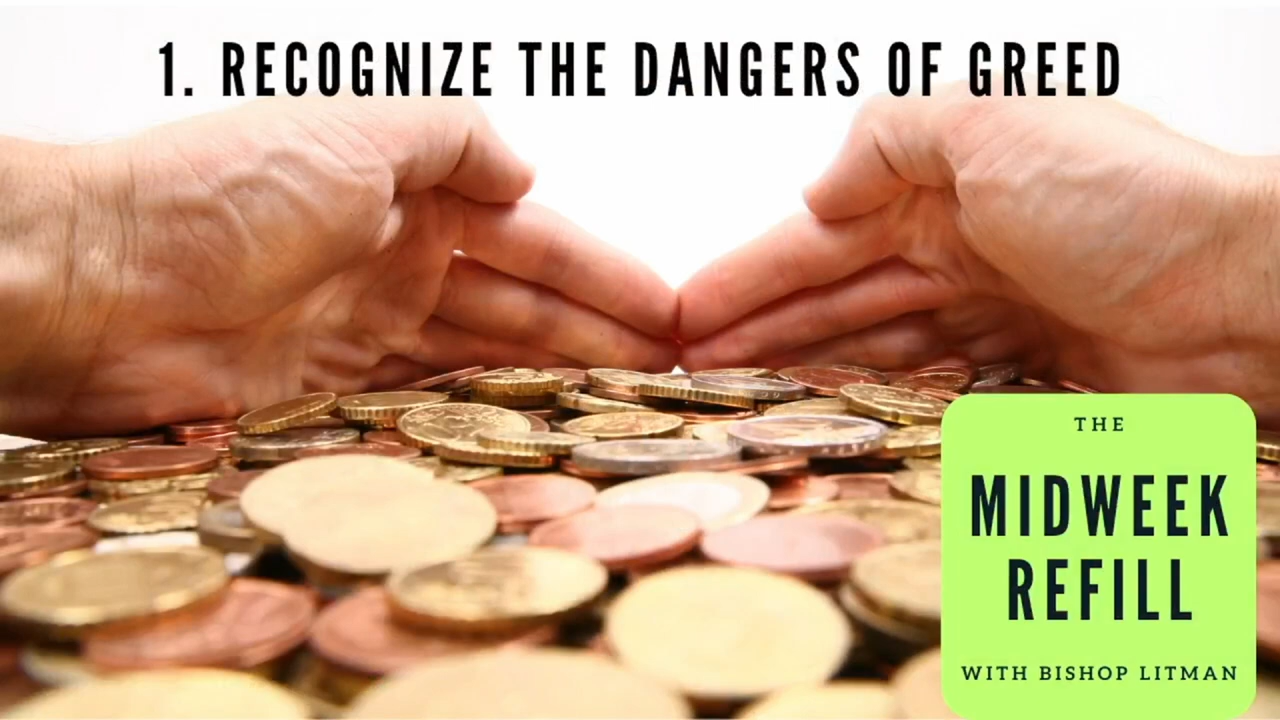 1. RECOGNIZE THE DANGERS OF GREED
THE
MIDWEEK
REFILL
WITH BISHOP LITMAN